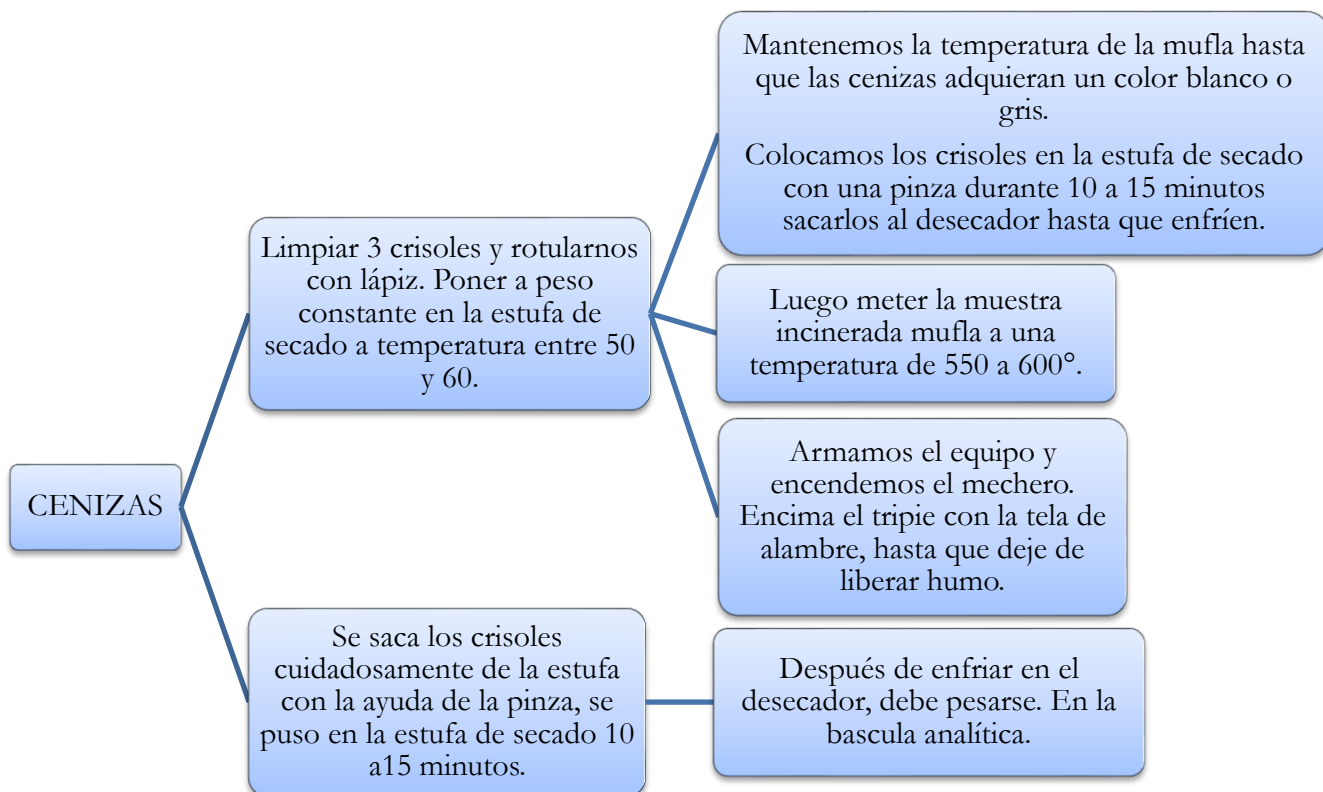 CENIZAS
Limpiar 3 crisoles y rotularnos
con lápiz. Poner a peso
constante en la estufa de
secado a temperatura entre 50
y 60.
Mantenemos la temperatura de la mufla hasta
que las cenizas adquieran un color blanco o
gris.
Colocamos los crisoles en la estufa de secado
con una pinza durante 10 a 15 minutos
sacarlos al desecador hasta que enfríen.
Luego meter la muestra
incinerada mufla a una
temperatura de 550 a 600°.
Armamos el equipo y
encendemos el mechero.
Encima el tripie con la tela de
alambre, hasta que deje de
liberar humo.
Se saca los crisoles
cuidadosamente de la estufa
con la ayuda de la pinza, se
puso en la estufa de secado 10
a15 minutos.
Después de enfriar en el
desecador, debe pesarse. En la
bascula analítica.